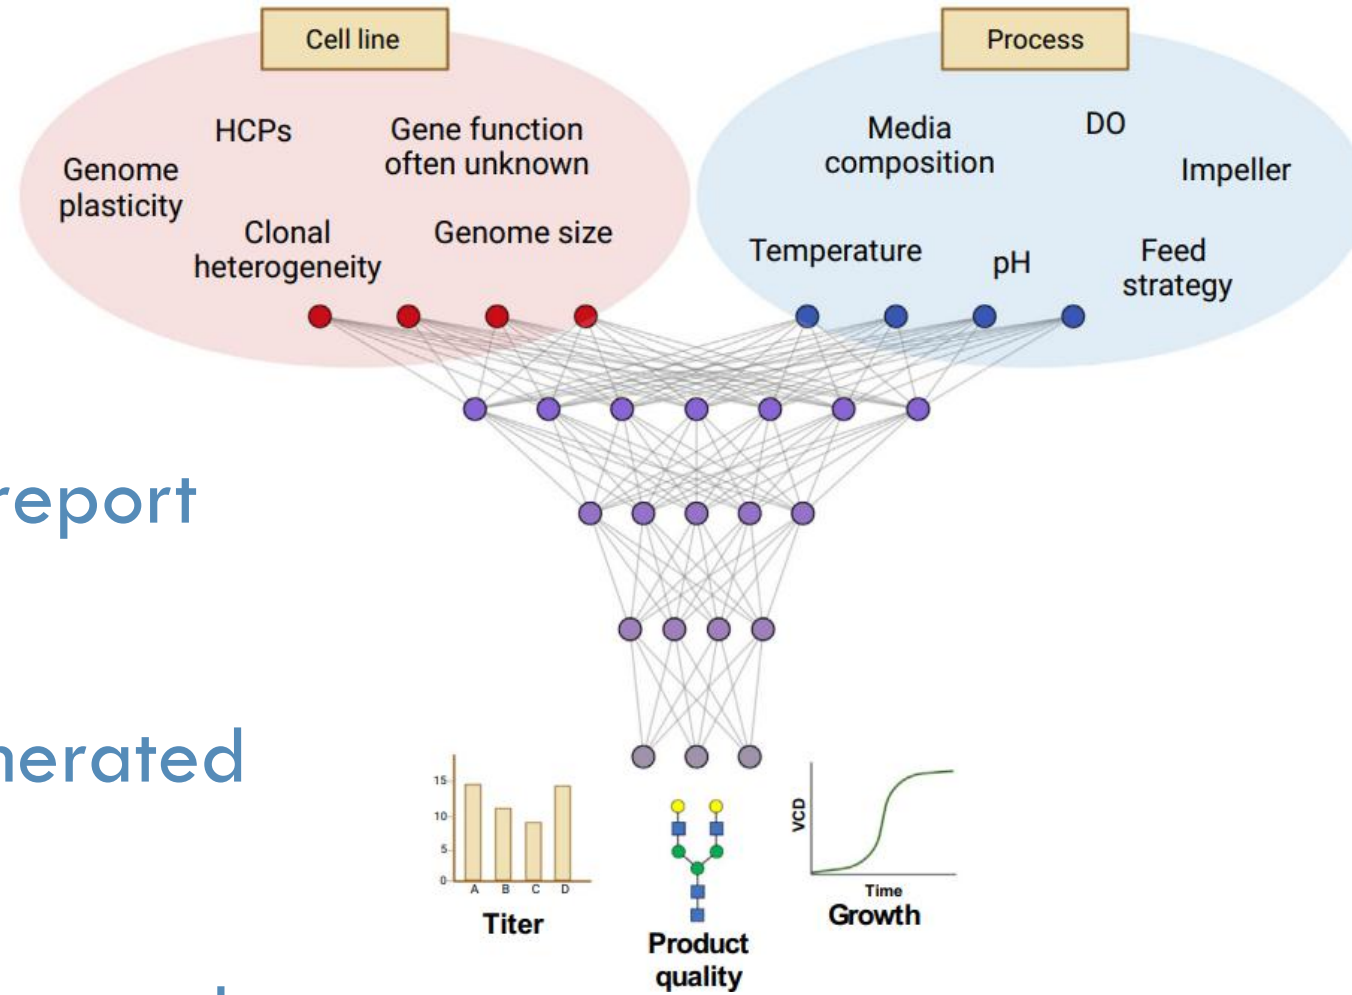 Cell line
Process
HCPs
Gene function
often unknown
Genome
plasticity
Clonal
heterogeneity
Genome size
Media
composition
DO
Impeller
Temperature
pH
Feed
strategy
report
nerated
15
10
5
0
A B C D
Titer
Product
quality
VCD
Time
Growth